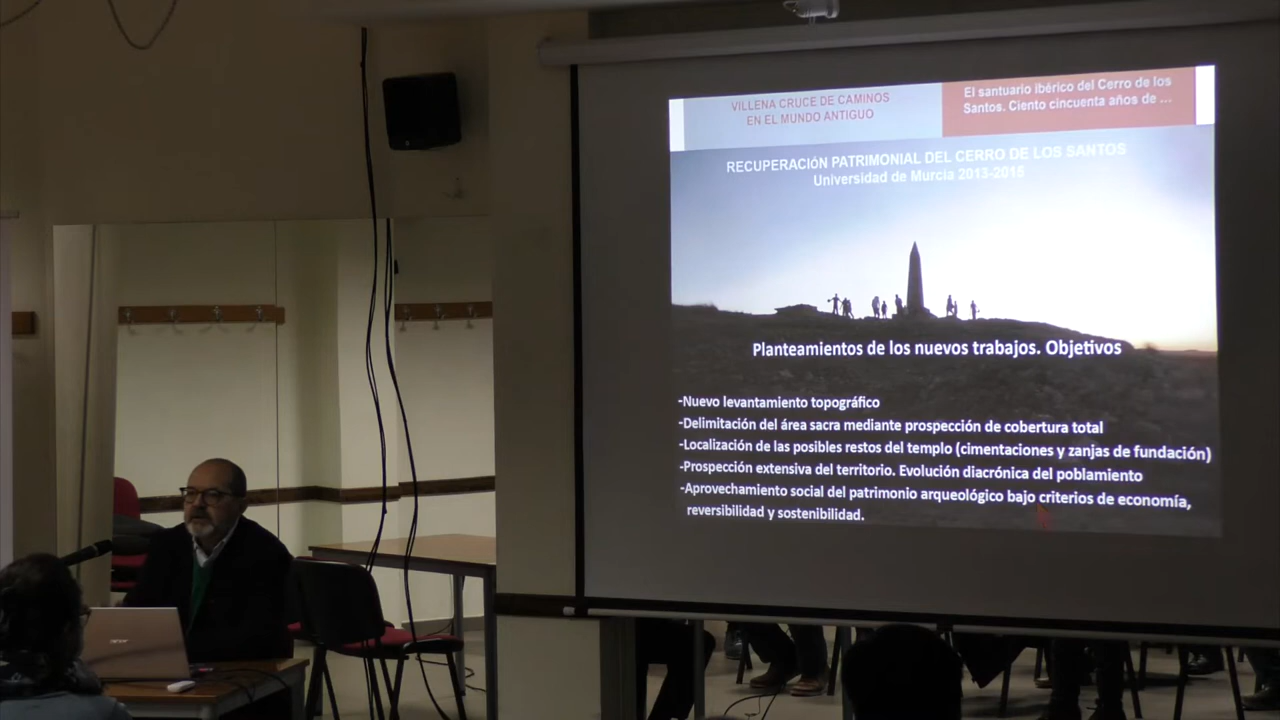 VILLENA CRUCE DE CAMINOS
EN EL MUNDO ANTIGUO
El santuario ibérico del Cerro de los
Santos. Ciento cincuenta años de ...
RECUPERACIÓN PATRIMONIAL DEL CERRO DE LOS SANTOS
Universidad de Murcia 2013-2015
Planteamientos de los nuevos trabajos. Objetivos
-Nuevo levantamiento topográfico
-Delimitación del área sacra mediante prospección de cobertura total
-Localización de las posibles restos del templo (cimentaciones y zanjas de fundación)
-Prospección extensiva del territorio. Evolución diacrónica del poblamiento
-Aprovechamiento social del patrimonio arqueológico bajo criterios de economía,
reversibilidad y sostenibilidad.
acer